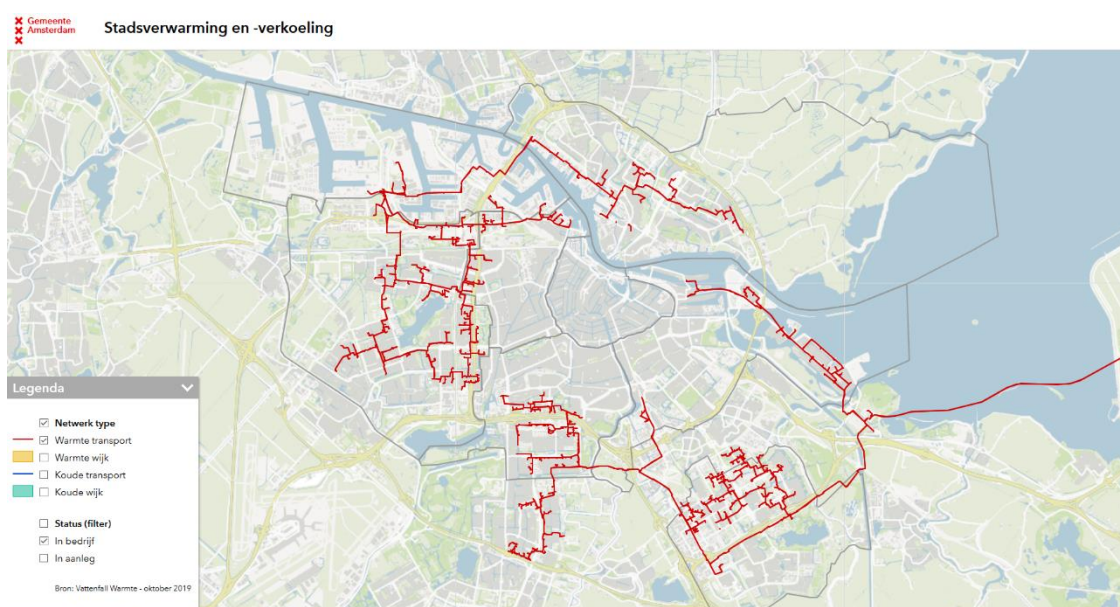 Gemeente
Amsterdam
Stadsverwarming en -verkoeling
Legenda
Netwerk type
Warmte transport
Warmte wijk
Koude transport
Koude wijk
Status (filter)
In bedrijf
In aanleg
Bron: Vattenfall Warmte - oktober 2019